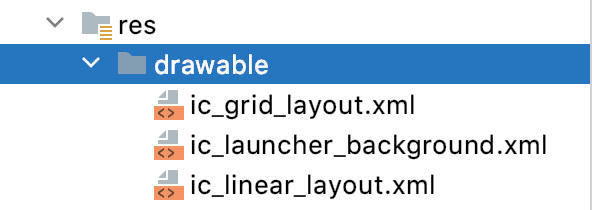 res
drawable
ic_grid_layout.xml
ic_launcher_background.xml
ic_linear_layout.xml